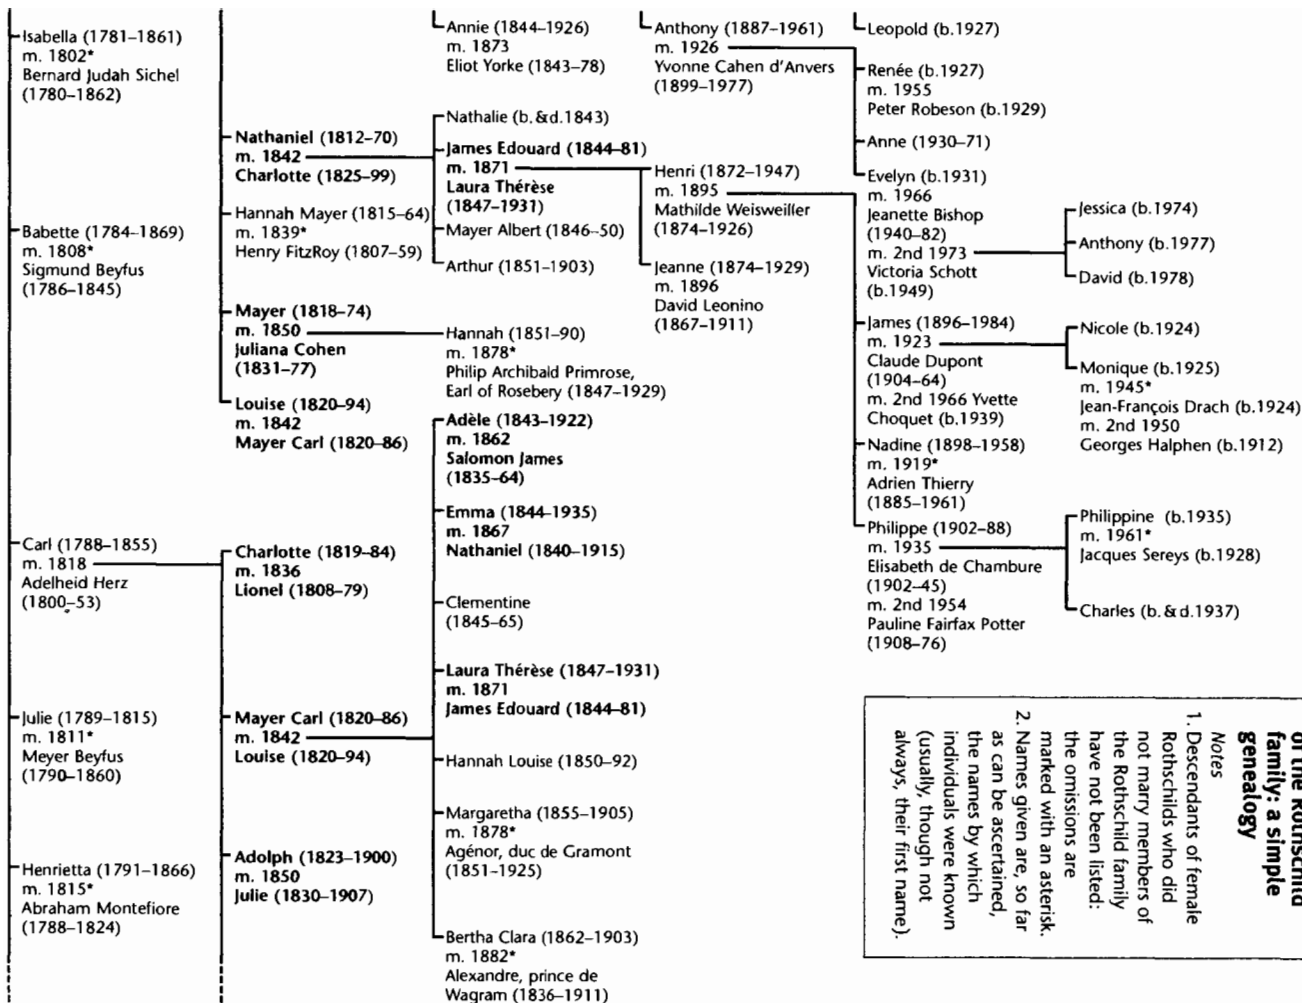 Isabella (1781–1861)
m. 1802*
Bernard Judah Sichel
(1780–1862)
Babette (1784–1869)
m. 1808*
Sigmund Beyfus
(1786–1845)
Carl (1788–1855)
m. 1818
Adelheid Herz
(1800–53)
Julie (1789–1815)
m. 1811*
Meyer Beyfus
(1790–1860)
Henrietta (1791–1866)
m. 1815*
Abraham Montefiore
(1788–1824)
Nathaniel (1812–70)
m. 1842
Charlotte (1825–99)
Hannah Mayer (1815–64)
m. 1839*
Henry FitzRoy (1807–59)
Mayer (1818–74)
m. 1850
Juliana Cohen
(1831–77)
Louise (1820–94)
m. 1842
Mayer Carl (1820–86)
Charlotte (1819–84)
m. 1836
Lionel (1808–79)
Mayer Carl (1820–86)
m. 1842
Louise (1820–94)
Adolph (1823–1900)
m. 1850
Julie (1830–1907)
Annie (1844–1926)
m. 1873
Eliot Yorke (1843–78)
Nathalie (b.&d.1843)
James Edouard (1844–81)
m. 1871
Laura Thérèse
(1847–1931)
Mayer Albert (1846–50)
Arthur (1851–1903)
Hannah (1851–90)
m. 1878*
Philip Archibald Primrose,
Earl of Rosebery (1847–1929)
Adèle (1843–1922)
m. 1862
Salomon James
(1835–64)
Emma (1844–1935)
m. 1867
Nathaniel (1840–1915)
Clementine
(1845–65)
Laura Thérèse (1847–1931)
m. 1871
James Edouard (1844–81)
Hannah Louise (1850–92)
Margaretha (1855–1905)
m. 1878*
Agénor, duc de Gramont
(1851–1925)
Bertha Clara (1862–1903)
m. 1882*
Alexandre, prince de
Wagram (1836–1911)
Anthony (1887–1961)
m. 1926
Yvonne Cahen d'Anvers
(1899–1977)
Henri (1872–1947)
m. 1895
Mathilde Weisweiller
(1874–1926)
Jeanne (1874–1929)
m. 1896
David Leonino
(1867–1911)
Leopold (b.1927)
Renée (b.1927)
m. 1955
Peter Robeson (b.1929)
Anne (1930–71)
Evelyn (b.1931)
m. 1966
Jeanette Bishop
(1940–82)
m. 2nd 1973
Victoria Schott
(b.1949)
James (1896–1984)
m. 1923
Claude Dupont
(1904–64)
m. 2nd 1966 Yvette
Choquet (b.1939)
Nadine (1898–1958)
m. 1919*
Adrien Thierry
(1885–1961)
Philippe (1902–88)
m. 1935
Elisabeth de Chambure
(1902–45)
m. 2nd 1954
Pauline Fairfax Potter
(1908–76)
Jessica (b.1974)
Anthony (b.1977)
David (b.1978)
Nicole (b.1924)
Monique (b.1925)
m. 1945*
Jean-François Drach (b.1924)
m. 2nd 1950
Georges Halphen (b.1912)
Philippine (b.1935)
m. 1961*
Jacques Sereys (b.1928)
Charles (b.&d.1937)
of the Rothschild
family: a simple
genealogy
Notes
1. Descendants of female
Rothschilds who did
not marry members of
the Rothschild family
have not been listed:
the omissions are
marked with an asterisk.
2. Names given are, so far
as can be ascertained,
the names by which
individuals were known
(usually, though not
always, their first name).